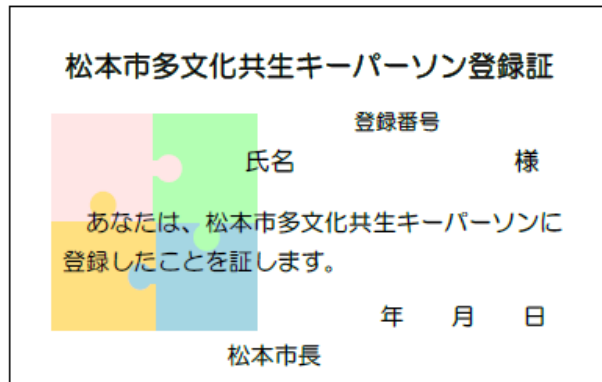 松本市多文化共生キーパーソン登録証
登録番号
氏名　　　　　　　　　様
あなたは、松本市多文化共生キーパーソンに
登録したことを証します。
年　　月　　日
松本市長